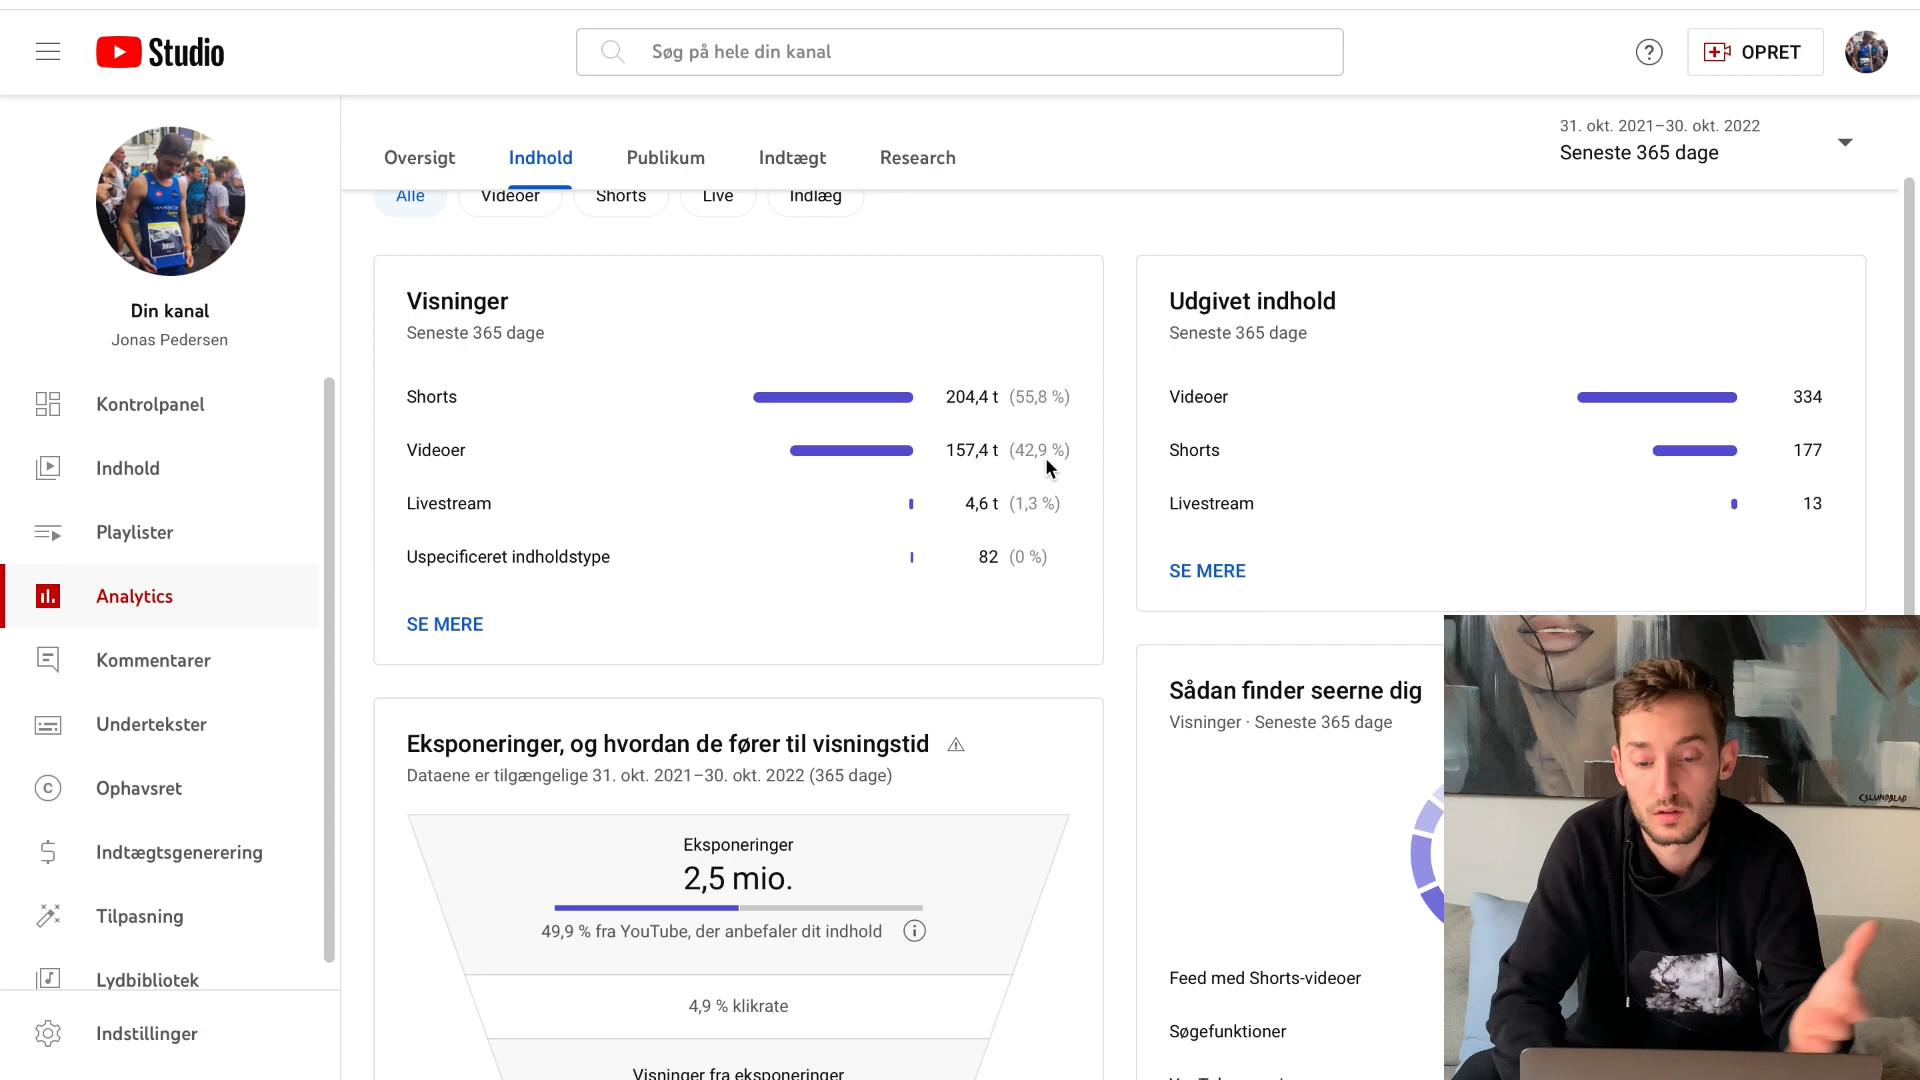 Studio
Søg på hele din kanal
OPRET
Din kanal
Jonas Pedersen
Kontrolpanel
Indhold
Playlister
Analytics
Kommentarer
Undertekster
Ophavsret
Indtægtsgenerering
Tilpasning
Lydbibliotek
Indstillinger
Oversigt
Indhold
Publikum
Indtægt
Research
31. okt. 2021–30. okt. 2022
Seneste 365 dage
Alle
Videoer
Shorts
Live
Indlæg
Visninger
Seneste 365 dage
Shorts 204,4 t (55,8 %)
Videoer 157,4 t (42,9 %)
Livestream 4,6 t (1,3 %)
Uspecificeret indholdstype 82 (0 %)
SE MERE
Udgivet indhold
Seneste 365 dage
Videoer 334
Shorts 177
Livestream 13
SE MERE
Eksponeringer, og hvordan de fører til visningstid
Dataene er tilgængelige 31. okt. 2021–30. okt. 2022 (365 dage)
Eksponeringer
2,5 mio.
49,9 % fra YouTube, der anbefaler dit indhold
4,9 % klikrate
Visninger fra eksponeringer
Sådan finder seerne dig
Visninger · Seneste 365 dage
Feed med Shorts-videoer
Søgefunktioner
CSLUNDBLAD